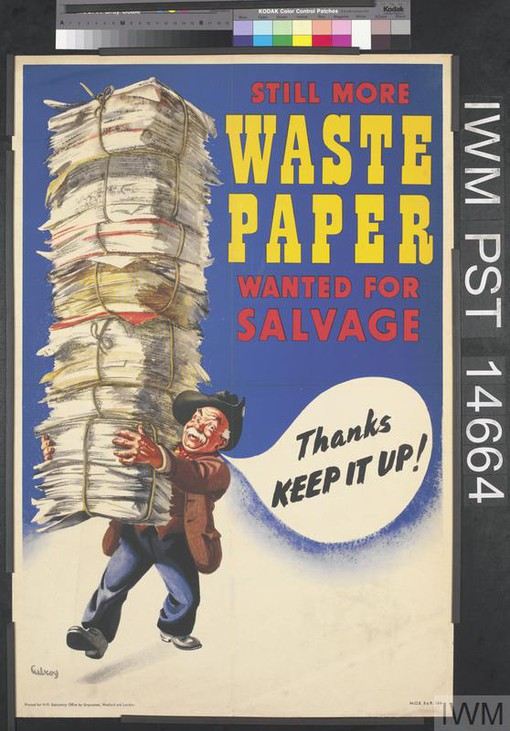 KODAK Color Control Patches
Kodak
STILL MORE
WASTE
PAPER
WANTED FOR
SALVAGE
Thanks
KEEP IT UP!
IWM PST 14664
IWM